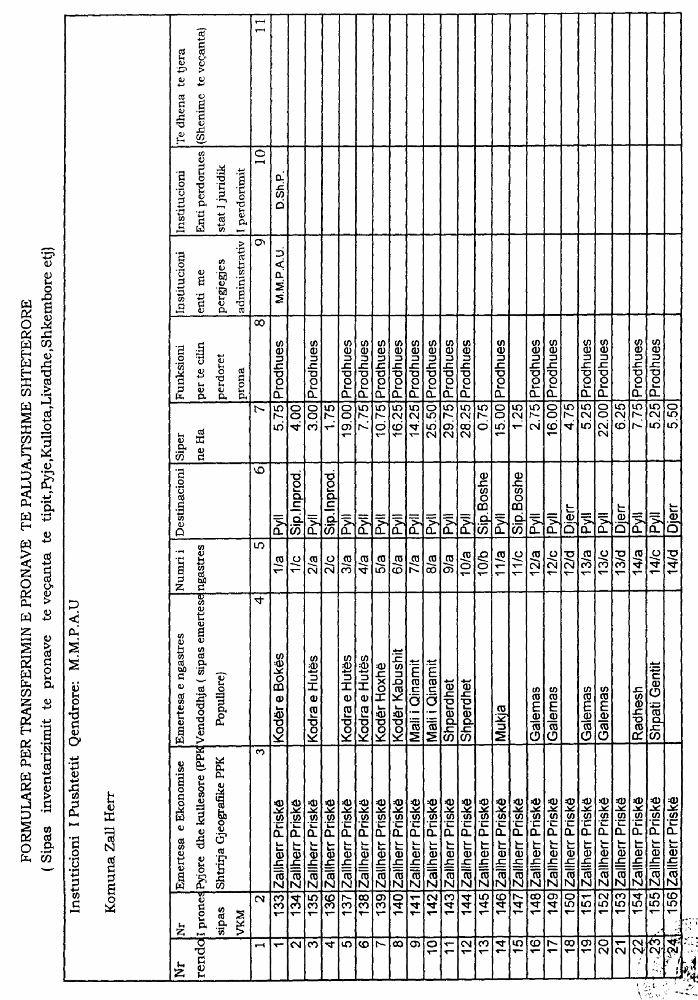 FORMULARE PER TRANSFERIMIN E PRONAVE TE PALUAJTSHME SHTETERORE
( Sipas inventarizimit te pronave te veçanta te tipit,Pyje,Kullota,Livadhe,Shkembore etj)
Instuticioni I Pushtetit Qendrore: M.M.P.A.U
Komuna Zall Herr
Nr Nr Emertesa e Ekonomise Emertesa e ngastres Numri i Destinacioni Siper Funksioni Institucioni Institucioni Te dhena te tjera
rendo I prones Pyjore dhe kullesore (PPK Vendodhja ( sipas emertese ngastres ne Ha per te cilin enti me Enti perdorues (Shenime te veçanta)
sipas Shtrirja Gjeografike PPK Popullore) perdoret pergjegjes stat I juridik
VKM prona administrativ I perdorimit
1 2 3 4 5 6 7 8 9 10 11
1 133 Zallherr Priskë Kodër e Bokës 1/a Pyll 5.75 Prodhues M.M.P.A.U. D.Sh.P.
2 134 Zallherr Priskë 1/c Sip.Inprod. 4.00
3 135 Zallherr Priskë Kodra e Hutës 2/a Pyll 3.00 Prodhues
4 136 Zallherr Priskë 2/c Sip.Inprod. 1.75
5 137 Zallherr Priskë Kodra e Hutës 3/a Pyll 19.00 Prodhues
6 138 Zallherr Priskë Kodra e Hutës 4/a Pyll 7.75 Prodhues
7 139 Zallherr Priskë Kodër Hoxhë 5/a Pyll 10.75 Prodhues
8 140 Zallherr Priskë Kodër Kabushit 6/a Pyll 16.25 Prodhues
9 141 Zallherr Priskë Mali i Qinamit 7/a Pyll 14.25 Prodhues
10 142 Zallherr Priskë Mali i Qinamit 8/a Pyll 25.50 Prodhues
11 143 Zallherr Priskë Shperdhet 9/a Pyll 29.75 Prodhues
12 144 Zallherr Priskë Shperdhet 10/a Pyll 28.25 Prodhues
13 145 Zallherr Priskë 10/b Sip.Boshe 0.75
14 146 Zallherr Priskë Mukja 11/a Pyll 15.00 Prodhues
15 147 Zallherr Priskë 11/c Sip.Boshe 1.25
16 148 Zallherr Priskë Galemas 12/a Pyll 2.75 Prodhues
17 149 Zallherr Priskë Galemas 12/c Pyll 16.00 Prodhues
18 150 Zallherr Priskë 12/d Djerr 4.75
19 151 Zallherr Priskë Galemas 13/a Pyll 5.25 Prodhues
20 152 Zallherr Priskë Galemas 13/c Pyll 22.00 Prodhues
21 153 Zallherr Priskë 13/d Djerr 6.25
22 154 Zallherr Priskë Radhesh 14/a Pyll 7.75 Prodhues
23 155 Zallherr Priskë Shpati Gentit 14/c Pyll 5.25 Prodhues
24 156 Zallherr Priskë 14/d Djerr 5.50